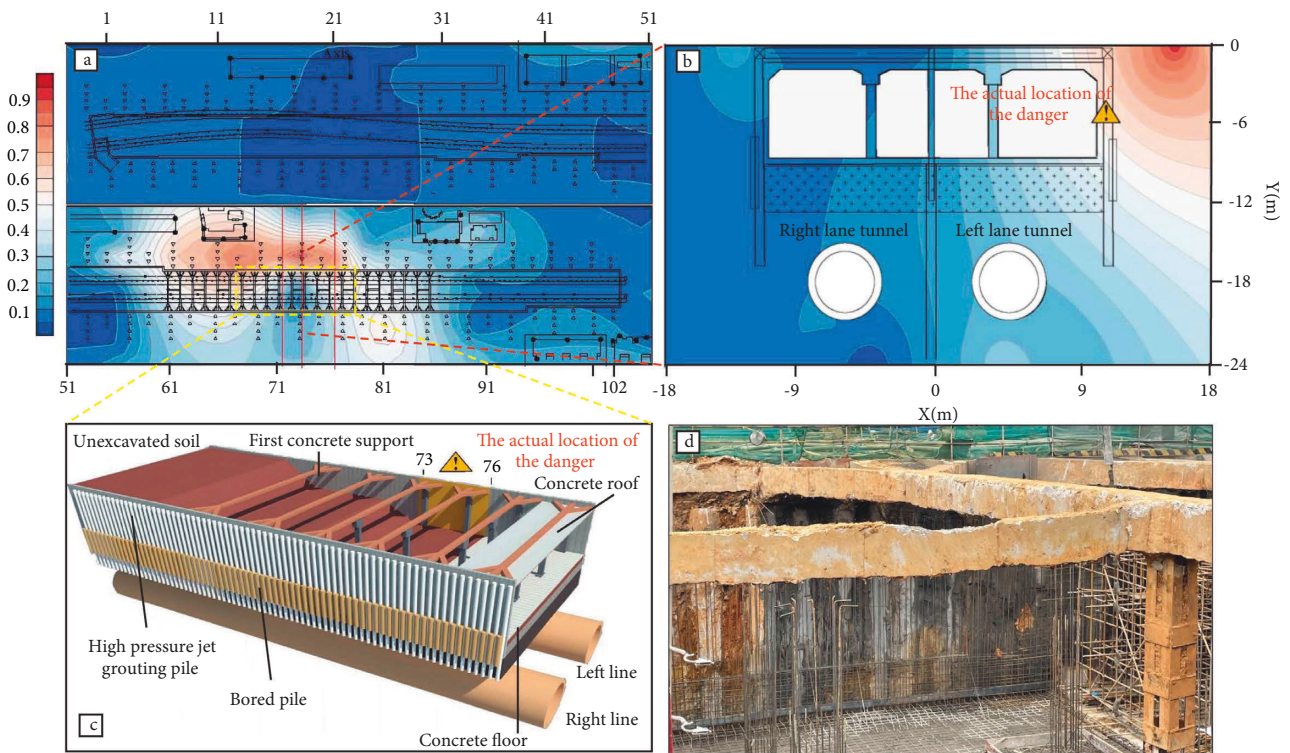 1 11 21 31 41 51
a
0.9
0.8
0.7
0.6
0.5
0.4
0.3
0.2
0.1
51 61 71 81 91 102
b
The actual location of
the danger
Right lane tunnel
Left lane tunnel
0
-6
-12
-18
-24
Y(m)
-18 -9 0 9 18
X(m)
Unexcavated soil
First concrete support
The actual location of
the danger
73
76
Concrete roof
High pressure jet
grouting pile
Bored pile
Left line
Right line
Concrete floor
c
d